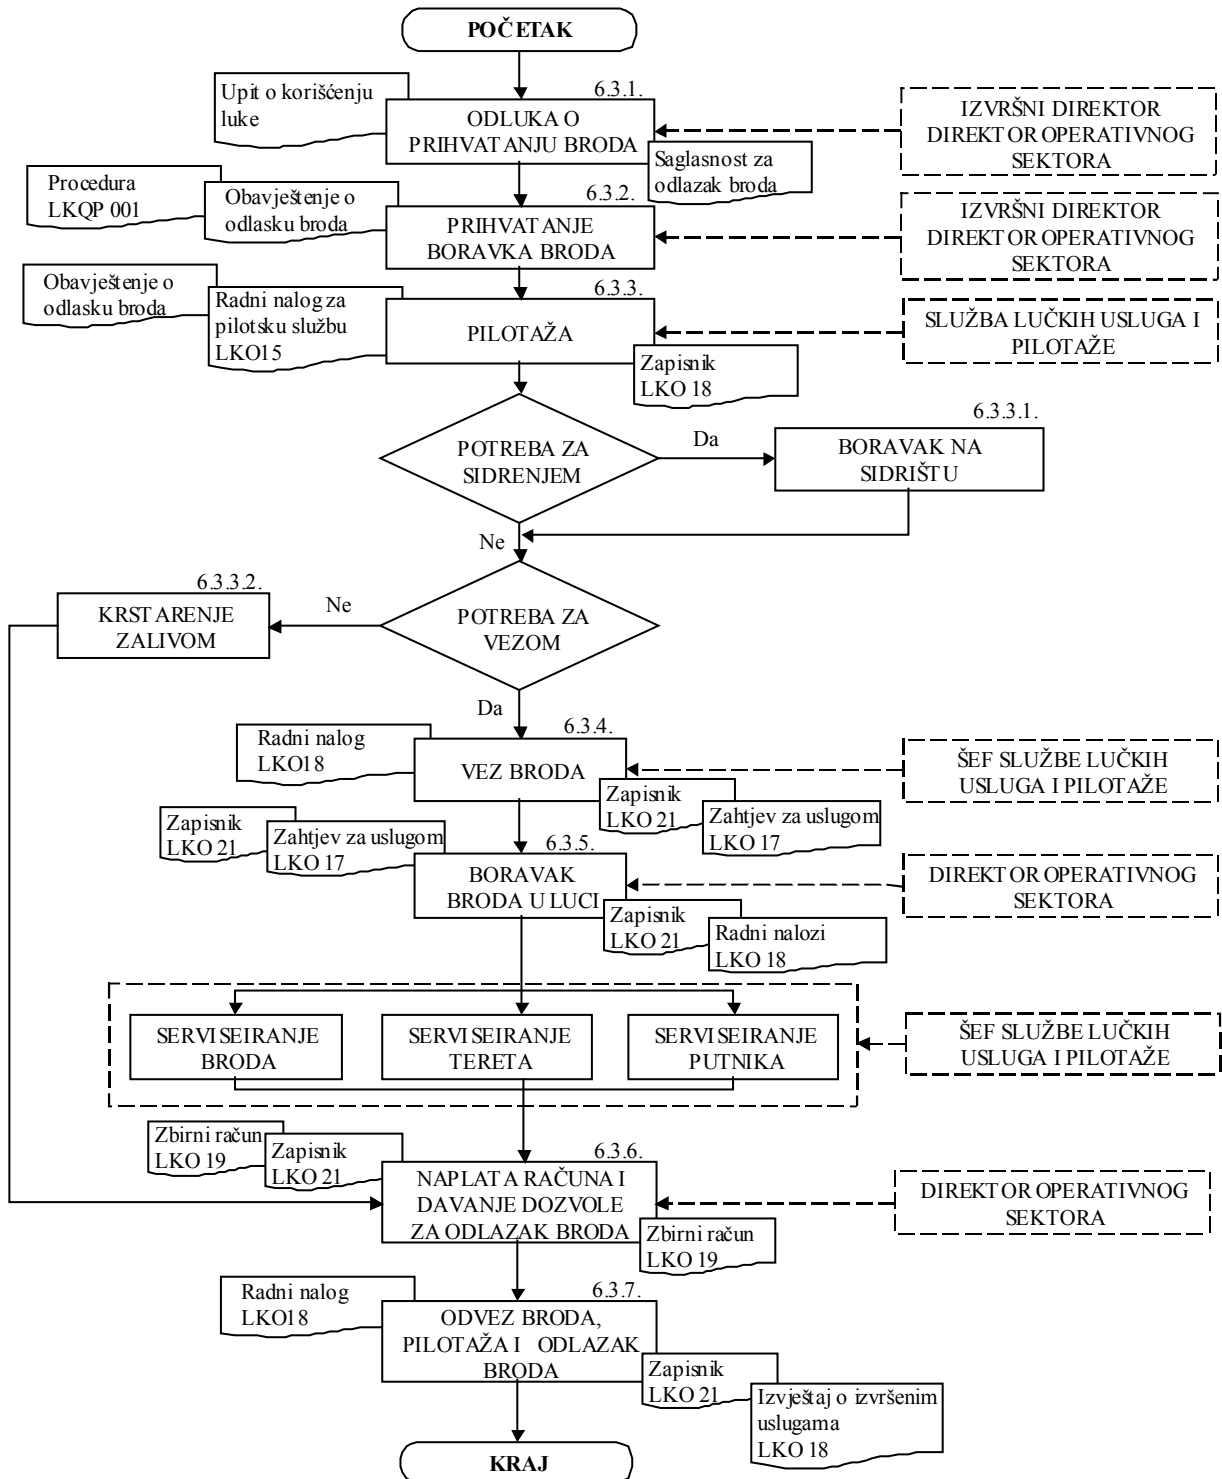 POČETAK
6.3.1.
Upit o korišćenju
luke
ODLUKA O
PRIHVATANJU BRODA
Saglasnost za
odlazak broda
IZVRŠNI DIREKTOR
DIREKTOR OPERATIVNOG
SEKTORA
Procedura
LKQP 001
Obavještenje o
odlasku broda
6.3.2.
PRIHVATANJE
BORAVKA BRODA
IZVRŠNI DIREKTOR
DIREKTOR OPERATIVNOG
SEKTORA
Obavještenje o
odlasku broda
Radni nalog za
pilotsku službu
LKO15
6.3.3.
PILOTAŽA
Zapisnik
LKO 18
SLUŽBA LUČKIH USLUGA I
PILOTAŽE
POTREBA ZA
SIDRENJEM
Da
6.3.3.1.
BORAVAK NA
SIDRIŠTU
Ne
6.3.3.2.
KRSTARENJE
ZALIVOM
Ne
POTREBA ZA
VEZOM
Da
Radni nalog
LKO18
6.3.4.
VEZ BRODA
Zapisnik
LKO 21
Zahtjev za uslugom
LKO 17
ŠEF SLUŽBE LUČKIH
USLUGA I PILOTAŽE
Zapisnik
LKO 21
Zahtjev za uslugom
LKO 17
6.3.5.
BORAVAK
BRODA U LUCI
Zapisnik
LKO 21
Radni nalozi
LKO 18
DIREKTOR OPERATIVNOG
SEKTORA
SERVISEIRANJE
BRODA
SERVISEIRANJE
TERETA
SERVISEIRANJE
PUTNIKA
ŠEF SLUŽBE LUČKIH
USLUGA I PILOTAŽE
Zbirni račun
LKO 19
Zapisnik
LKO 21
6.3.6.
NAPLATA RAČUNA I
DAVANJE DOZVOLE
ZA ODLAZAK BRODA
Zbirni račun
LKO 19
DIREKTOR OPERATIVNOG
SEKTORA
Radni nalog
LKO18
6.3.7.
ODVEZ BRODA,
PILOTAŽA I ODLAZAK
BRODA
Zapisnik
LKO 21
Izvještaj o izvršenim
uslugama
LKO 18
KRAJ